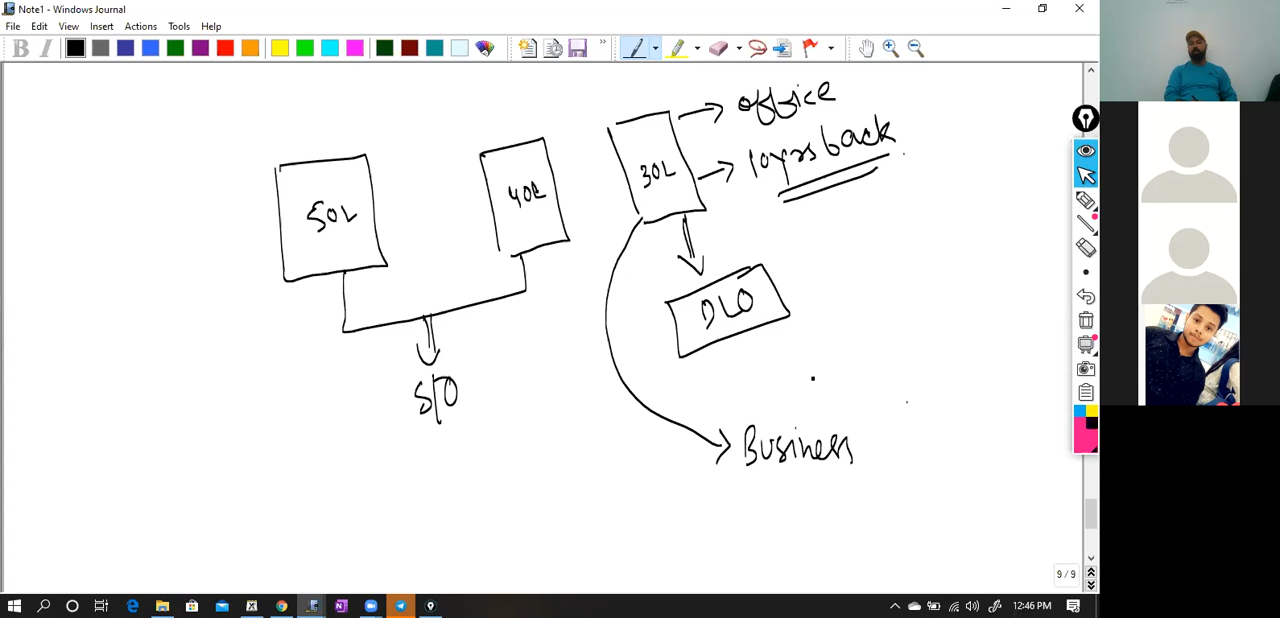 Note1 - Windows Journal
File Edit View Insert Actions Tools Help
B I
office
10yrs back
50L
40L
30L
DLO
S/O
Business
9 / 9
12:46 PM